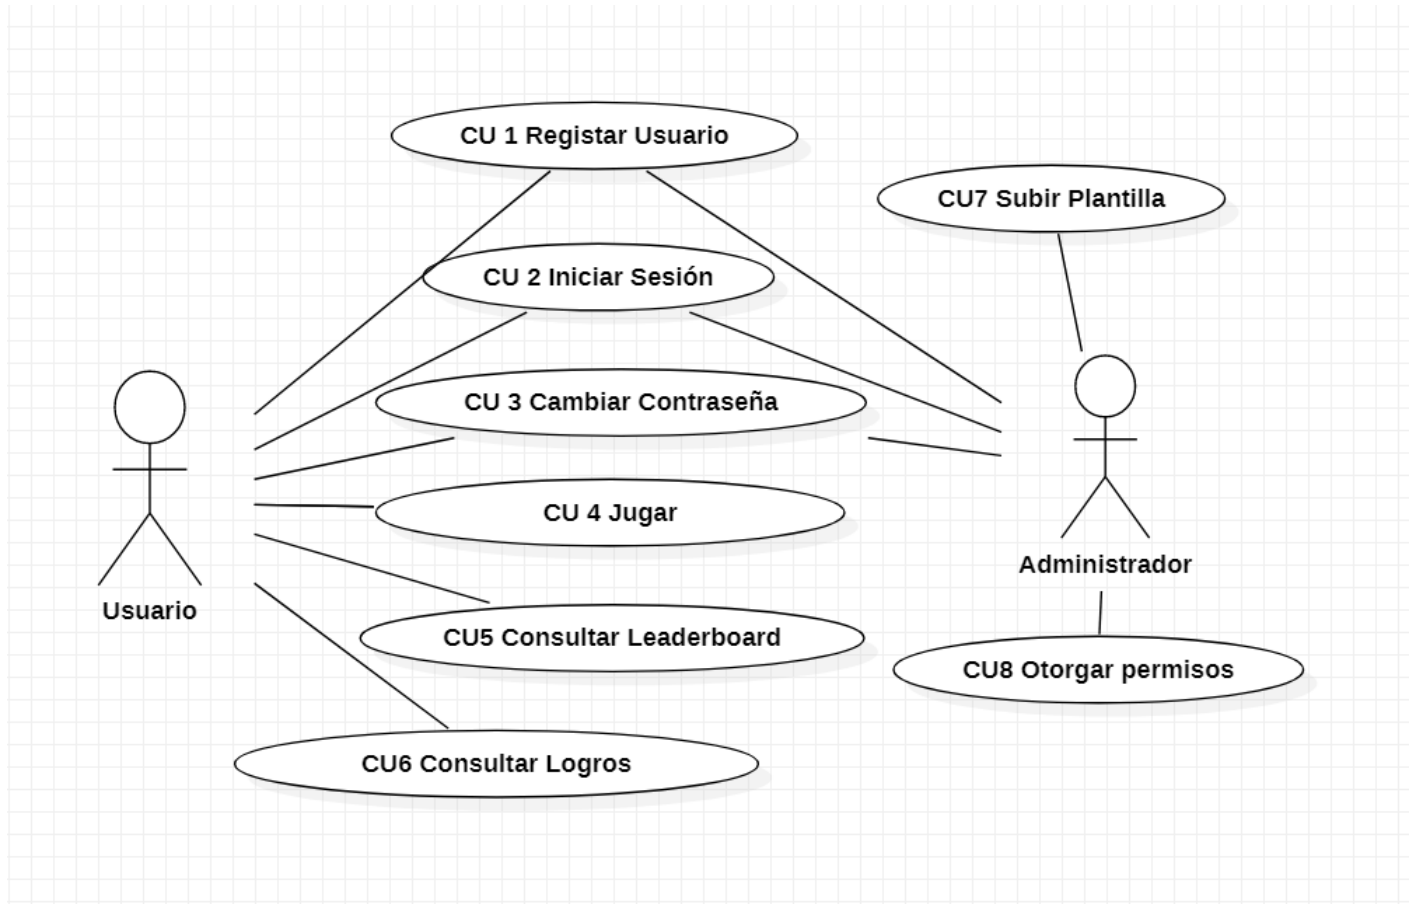 CU 1 Registar Usuario
CU7 Subir Plantilla
CU 2 Iniciar Sesión
CU 3 Cambiar Contraseña
CU 4 Jugar
Administrador
Usuario
CU5 Consultar Leaderboard
CU8 Otorgar permisos
CU6 Consultar Logros